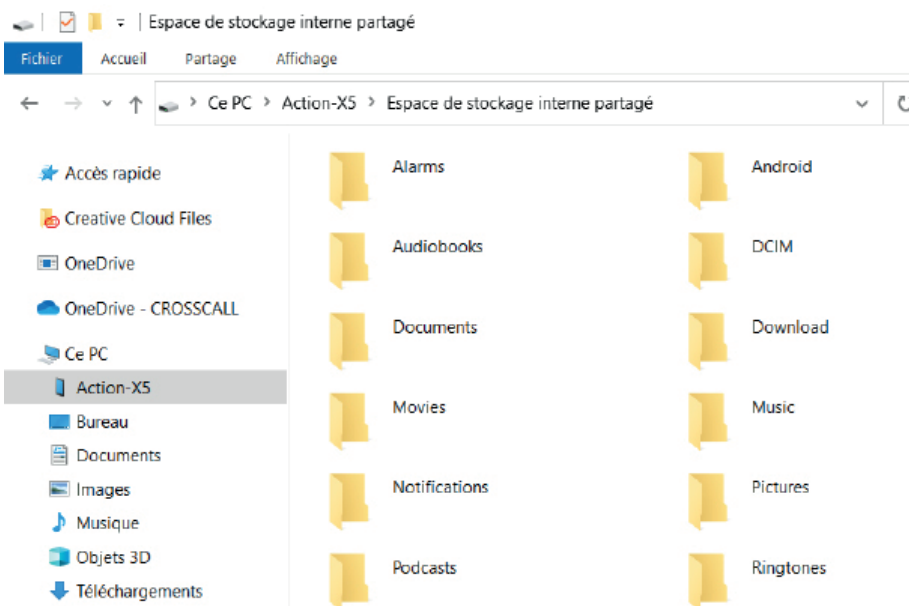 Espace de stockage interne partagé
Fichier Accueil Partage Affichage
Ce PC > Action-X5 > Espace de stockage interne partagé
Accès rapide
Creative Cloud Files
OneDrive
OneDrive - CROSSCALL
Ce PC
Action-X5
Bureau
Documents
Images
Musique
Objets 3D
Téléchargements
Alarms Android
Audiobooks DCIM
Documents Download
Movies Music
Notifications Pictures
Podcasts Ringtones